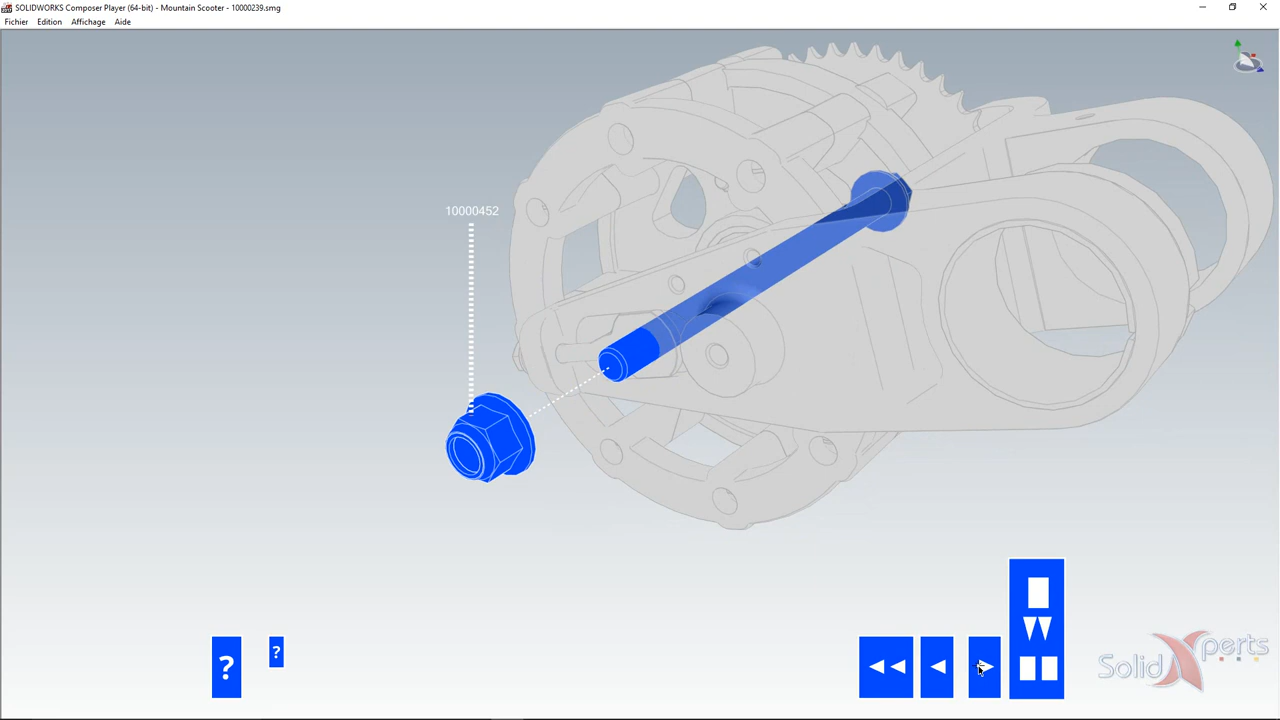 SOLIDWORKS Composer Player (64-bit) - Mountain Scooter - 10000239.smg
Fichier Edition Affichage Aide
10000452
? ?
SolidXperts